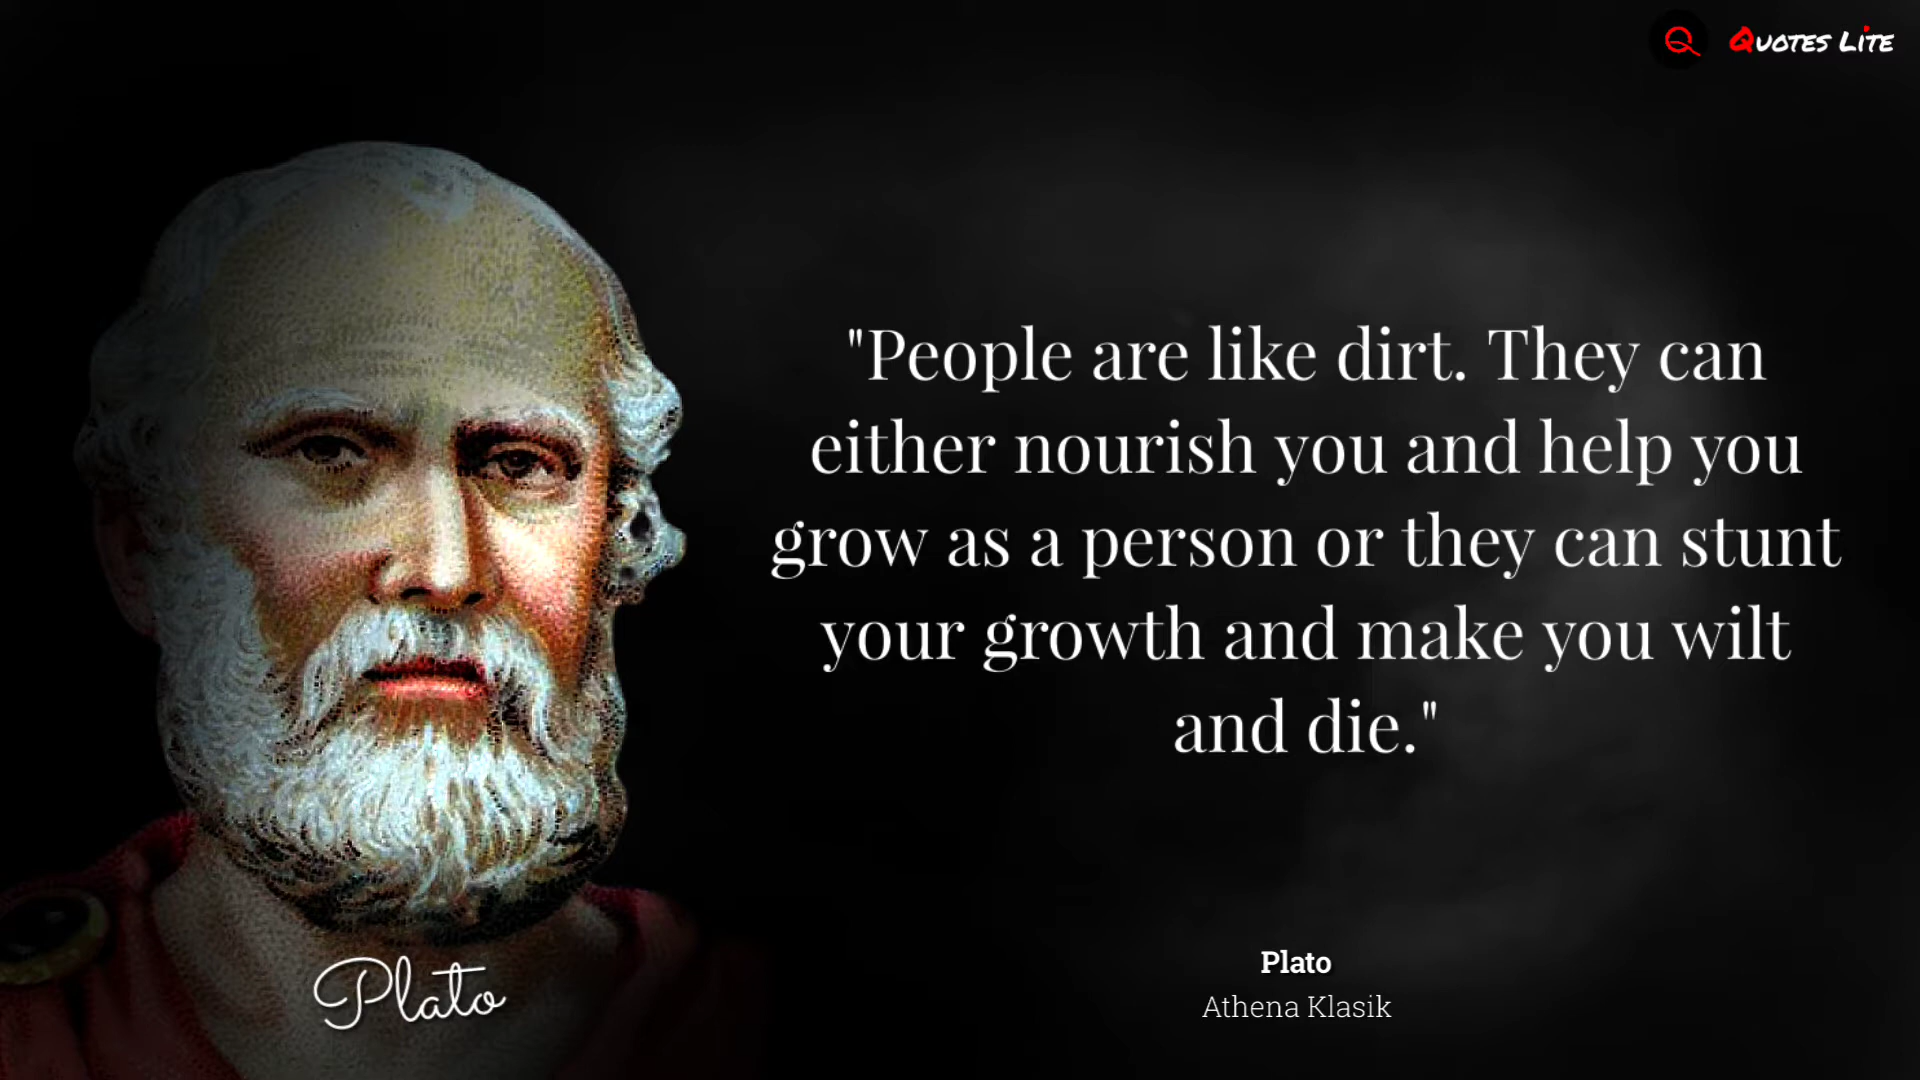 Quotes Lite
"People are like dirt. They can
either nourish you and help you
grow as a person or they can stunt
your growth and make you wilt
and die."
Plato
Plato
Athena Klasik